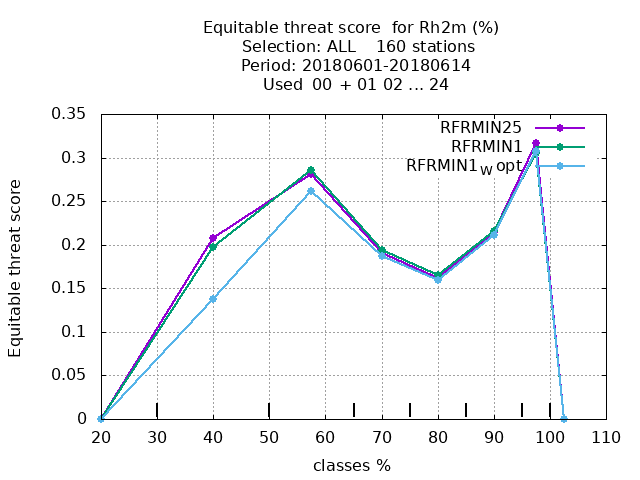 Equitable threat score  for Rh2m (%)
Selection: ALL    160 stations
Period: 20180601-20180614
Used  00  + 01 02 ... 24
RFRMIN25
RFRMIN1
RFRMIN1W opt
Equitable threat score
0.35
0.3
0.25
0.2
0.15
0.1
0.05
0
20 30 40 50 60 70 80 90 100 110
classes %